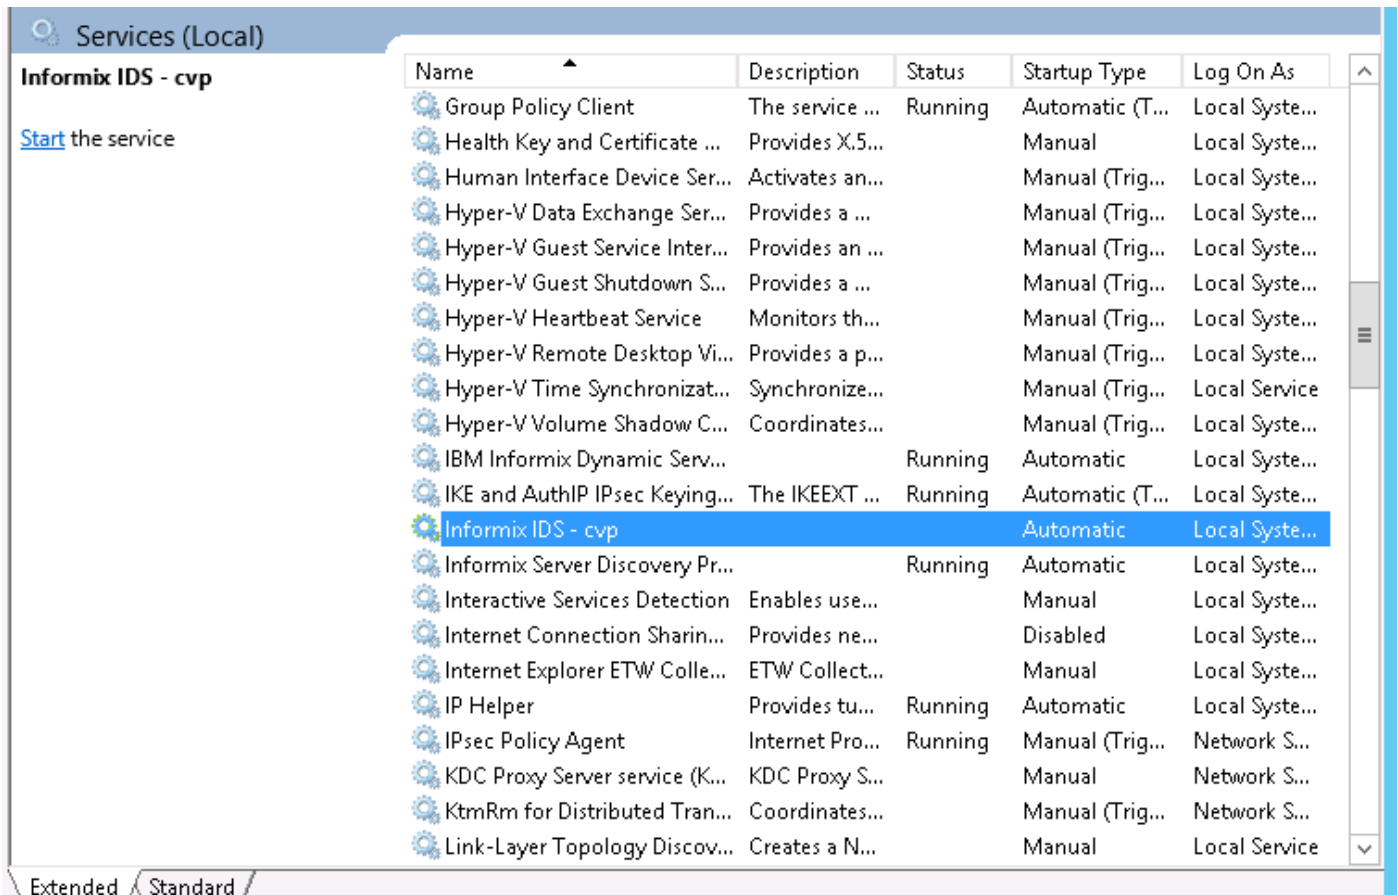 Services (Local)
Informix IDS - cvp
Start the service
Name Description Status Startup Type Log On As
Group Policy Client The service ... Running Automatic (T... Local Syste...
Health Key and Certificate ... Provides X.5... Manual Local Syste...
Human Interface Device Ser... Activates an... Manual (Trig... Local Syste...
Hyper-V Data Exchange Ser... Provides a ... Manual (Trig... Local Syste...
Hyper-V Guest Service Inter... Provides an ... Manual (Trig... Local Syste...
Hyper-V Guest Shutdown S... Provides a ... Manual (Trig... Local Syste...
Hyper-V Heartbeat Service Monitors th... Manual (Trig... Local Syste...
Hyper-V Remote Desktop Vi... Provides a p... Manual (Trig... Local Syste...
Hyper-V Time Synchronizat... Synchronize... Manual (Trig... Local Service
Hyper-V Volume Shadow C... Coordinates... Manual (Trig... Local Syste...
IBM Informix Dynamic Serv... Running Automatic Local Syste...
IKE and AuthIP IPsec Keying... The IKEEXT ... Running Automatic (T... Local Syste...
Informix IDS - cvp Automatic Local Syste...
Informix Server Discovery Pr... Running Automatic Local Syste...
Interactive Services Detection Enables use... Manual Local Syste...
Internet Connection Sharin... Provides ne... Disabled Local Syste...
Internet Explorer ETW Colle... ETW Collect... Manual Local Syste...
IP Helper Provides tu... Running Automatic Local Syste...
IPsec Policy Agent Internet Pro... Running Manual (Trig... Network S...
KDC Proxy Server service (K... KDC Proxy S... Manual Network S...
KtmRm for Distributed Tran... Coordinates... Manual (Trig... Network S...
Link-Layer Topology Discov... Creates a N... Manual Local Service
Extended Standard